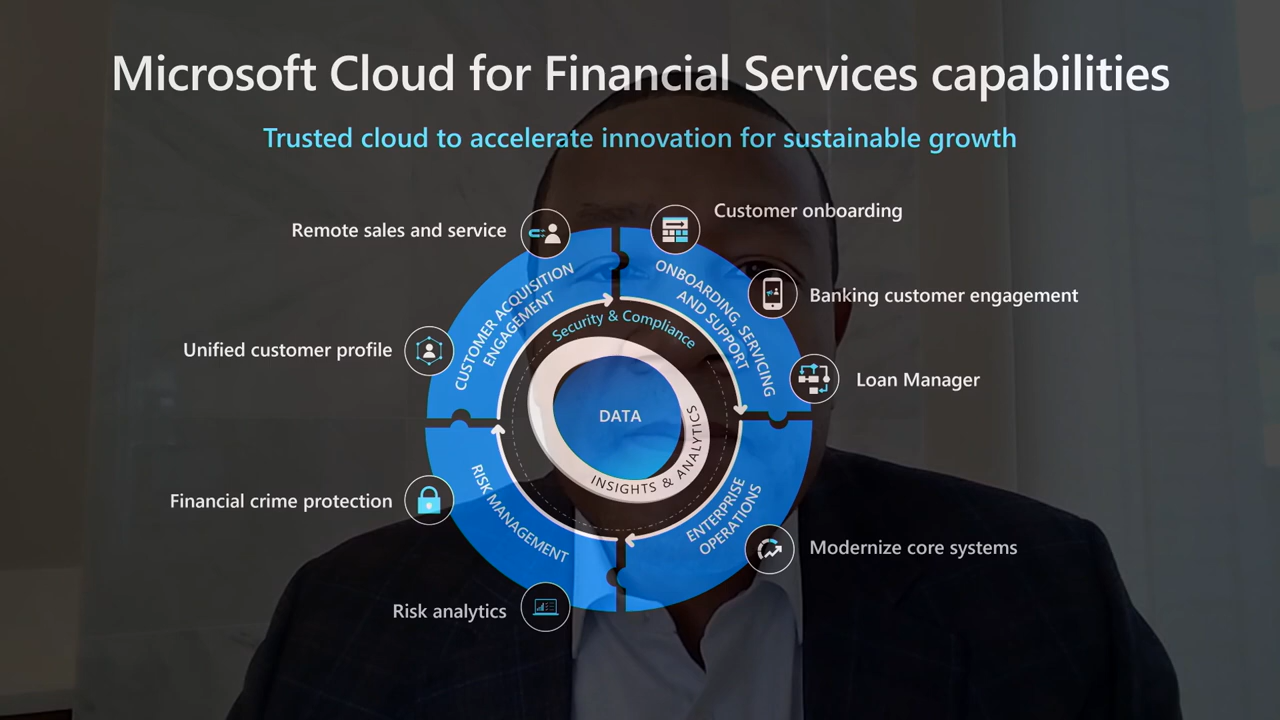 Microsoft Cloud for Financial Services capabilities
Trusted cloud to accelerate innovation for sustainable growth
Remote sales and service
Customer onboarding
CUSTOMER ACQUISITION
ENGAGEMENT
ONBOARDING, SERVICING
AND SUPPORT
Banking customer engagement
Security & Compliance
Unified customer profile
Loan Manager
DATA
INSIGHTS & ANALYTICS
Financial crime protection
RISK MANAGEMENT
ENTERPRISE
OPERATIONS
Modernize core systems
Risk analytics